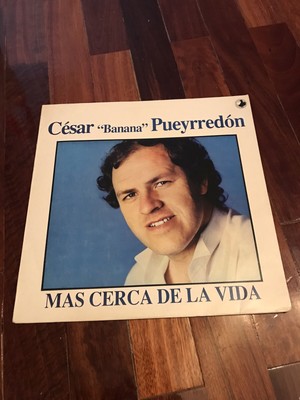 César "Banana" Pueyrredón
MAS CERCA DE LA VIDA